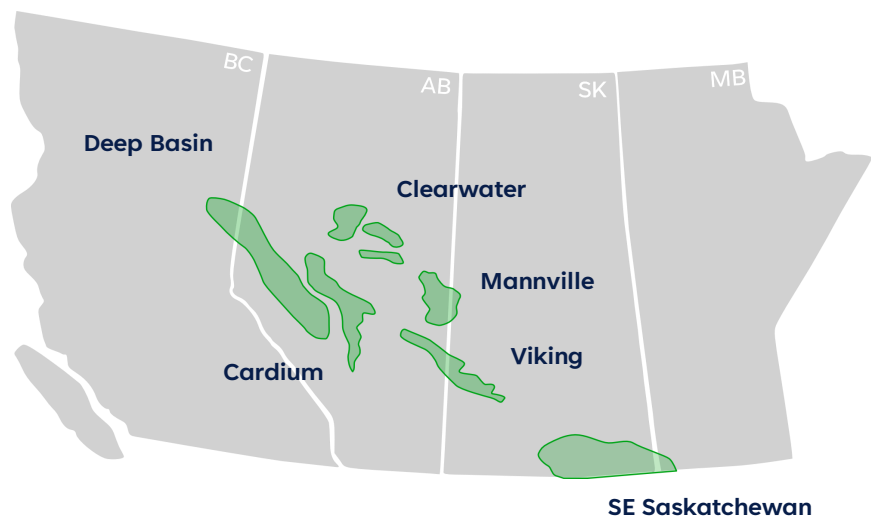 BC
AB
SK
MB
Deep Basin
Clearwater
Mannville
Viking
Cardium
SE Saskatchewan